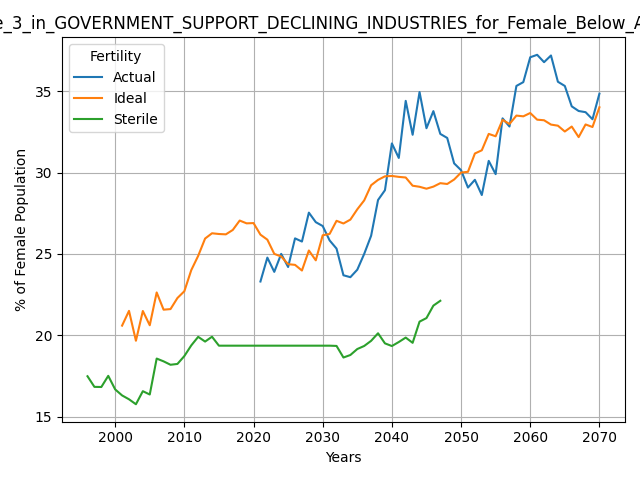 e_3_in_GOVERNMENT_SUPPORT_DECLINING_INDUSTRIES_for_Female_Below_A
Fertility
Actual
Ideal
Sterile
% of Female Population
35
30
25
20
15
2000 2010 2020 2030 2040 2050 2060 2070
Years